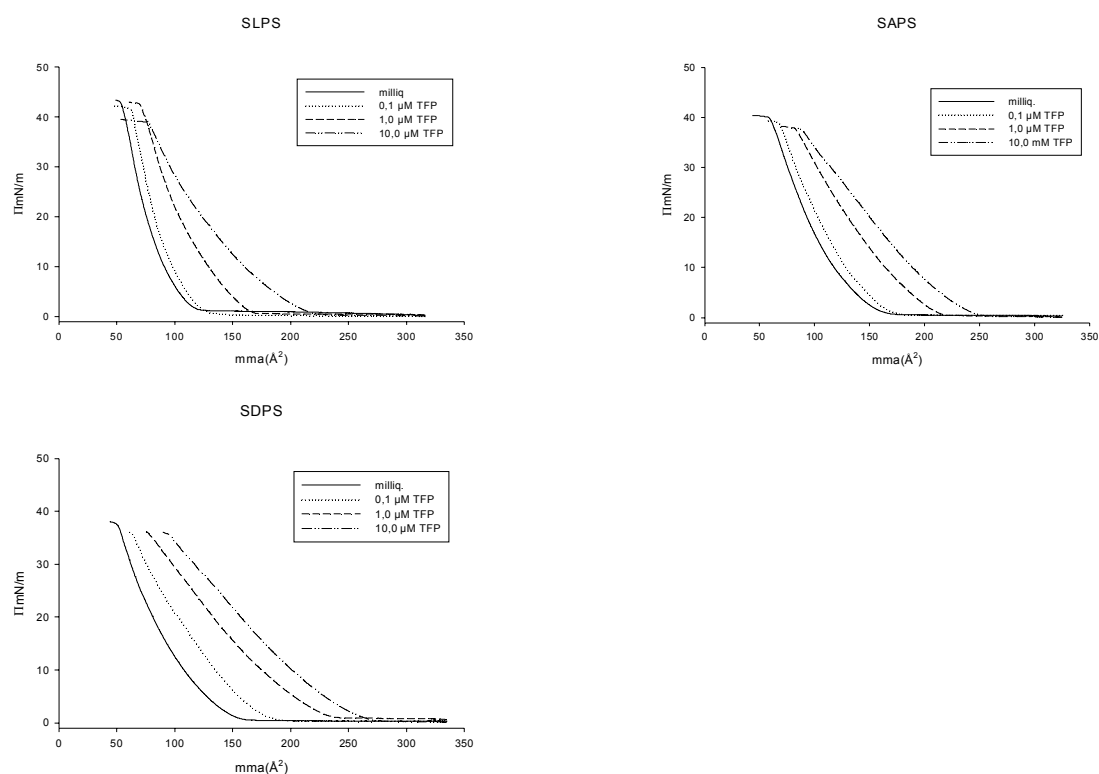 SLPS
50
40
30
20
10
0
ΠmN/m
0 50 100 150 200 250 300 350
mma(Å²)
milliq
0,1 µM TFP
1,0 µM TFP
10,0 µM TFP
SAPS
50
40
30
20
10
0
ΠmN/m
0 50 100 150 200 250 300 350
mma(Å²)
milliq.
0,1 µM TFP
1,0 µM TFP
10,0 mM TFP
SDPS
50
40
30
20
10
0
ΠmN/m
0 50 100 150 200 250 300 350
mma(Å²)
milliq.
0,1 µM TFP
1,0 µM TFP
10,0 µM TFP